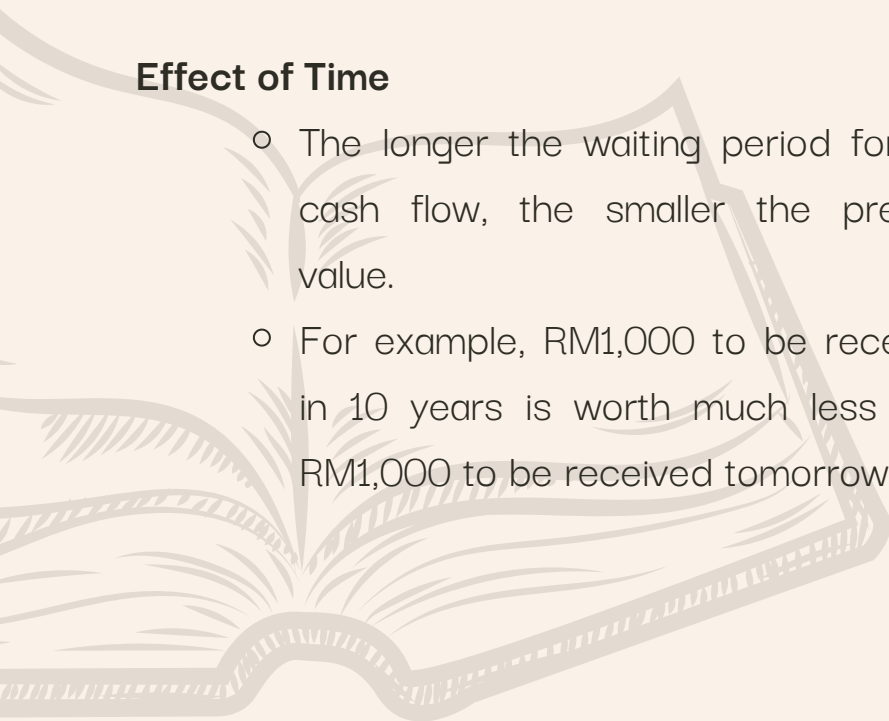 Effect of Time
The longer the waiting period for
cash flow, the smaller the pre
value.
For example, RM1,000 to be rece
in 10 years is worth much less
RM1,000 to be received tomorrow